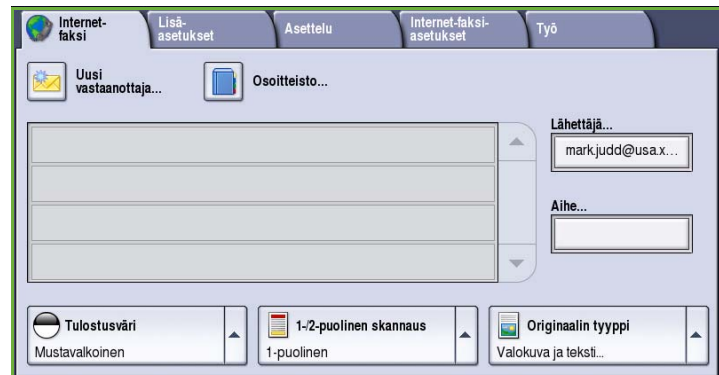 Internet-
faksi
Lisä-
asetukset
Asettelu
Internet-faksi-
asetukset
Työ
Uusi
vastaanottaja...
Osoitteisto...
Lähettäjä...
mark.judd@usa.x...
Aihe...
Tulostusväri
Mustavalkoinen
1-/2-puolinen skannaus
1-puolinen
Originaalin tyyppi
Valokuva ja teksti...